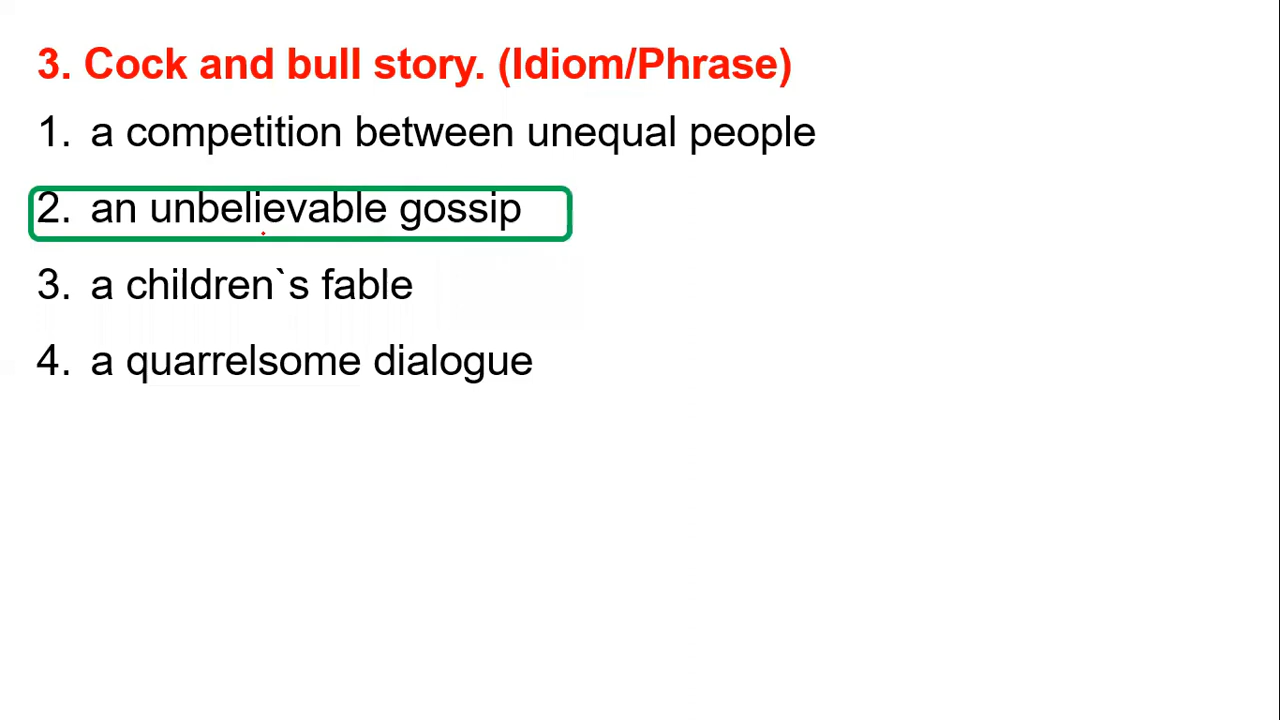 3. Cock and bull story. (Idiom/Phrase)
1. a competition between unequal people
2. an unbelievable gossip
3. a children`s fable
4. a quarrelsome dialogue